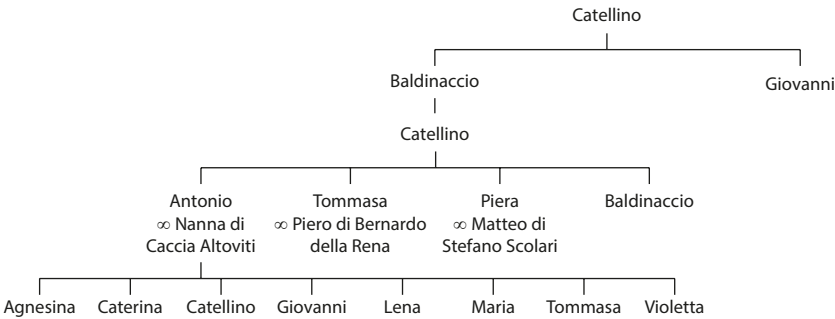 Catellino
Baldinaccio
Giovanni
Catellino
Antonio
∞ Nanna di
Caccia Altoviti
Tommasa
∞ Piero di Bernardo
della Rena
Piera
∞ Matteo di
Stefano Scolari
Baldinaccio
Agnesina
Caterina
Catellino
Giovanni
Lena
Maria
Tommasa
Violetta